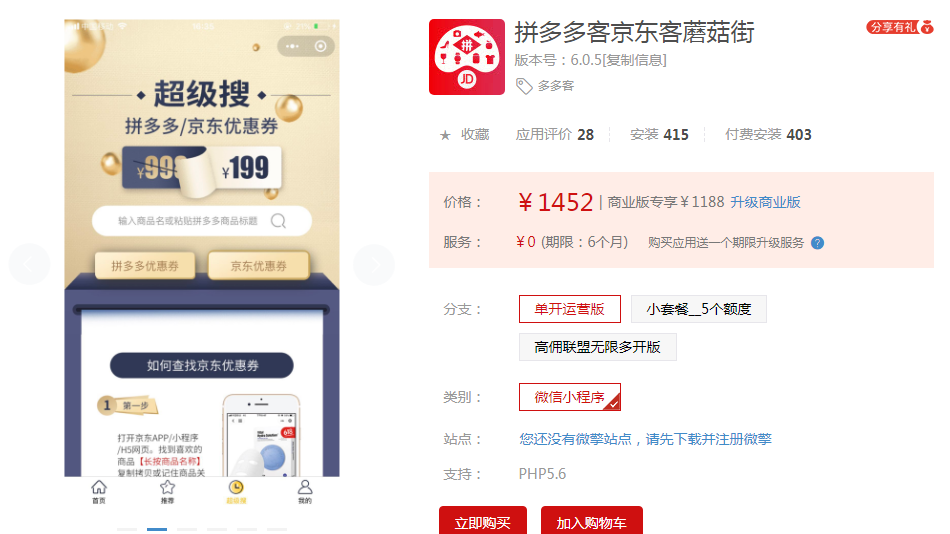 超级搜
拼多多/京东优惠券
¥999
¥199
输入商品名或粘贴拼多多商品标题
拼多多优惠券
京东优惠券
如何查找京东优惠券
1 第一步
打开京东APP/小程序
/H5网页。找到喜欢的
商品【长按商品名称】
复制拷贝或记住商品关
首页
推荐
超级搜
我的
拼
JD
拼多多客京东客蘑菇街
分享有礼
版本号：6.0.5[复制信息]
多多客
★ 收藏 应用评价 28 安装 415 付费安装 403
价格： ¥1452 | 商业版专享￥1188 升级商业版
服务： ¥0 (期限：6个月) 购买应用送一个期限升级服务 ?
分支： 单开运营版 小套餐__5个额度
高佣联盟无限多开版
类别： 微信小程序
站点： 您还没有微擎站点，请先下载并注册微擎
支持： PHP5.6
立即购买 加入购物车